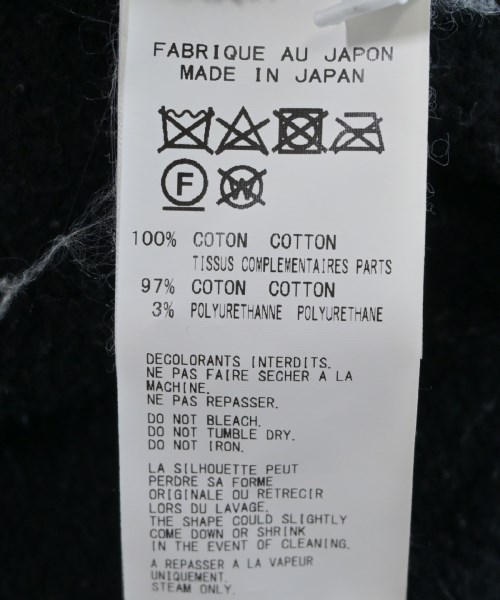 FABRIQUE AU JAPON
MADE IN JAPAN
F
W
100% COTON COTTON
TISSUS COMPLEMENTAIRES PARTS
97% COTON COTTON
3% POLYURETHANNE POLYURETHANE
DECOLORANTS INTERDITS.
NE PAS FAIRE SECHER A LA
MACHINE.
NE PAS REPASSER.
DO NOT BLEACH.
DO NOT TUMBLE DRY.
DO NOT IRON.
LA SILHOUETTE PEUT
PERDRE SA FORME
ORIGINALE OU RETRECIR
LORS DU LAVAGE.
THE SHAPE COULD SLIGHTLY
COME DOWN OR SHRINK
IN THE EVENT OF CLEANING.
A REPASSER A LA VAPEUR
UNIQUEMENT.
STEAM ONLY.